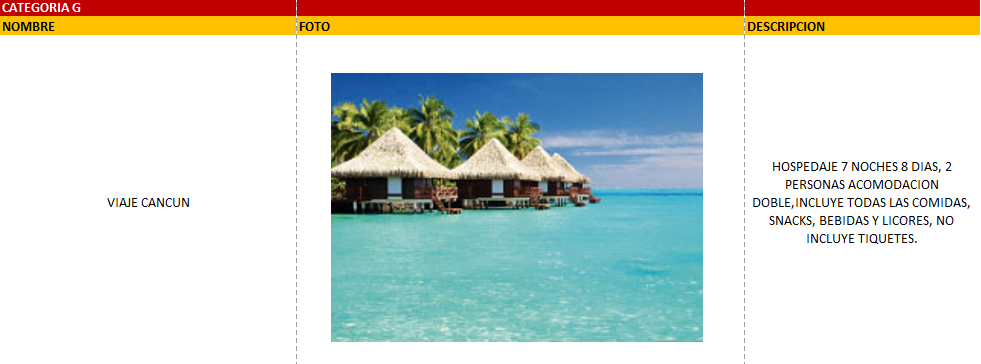 CATEGORIA G
NOMBRE FOTO DESCRIPCION
VIAJE CANCUN
HOSPEDAJE 7 NOCHES 8 DIAS, 2
PERSONAS ACOMODACION
DOBLE,INCLUYE TODAS LAS COMIDAS,
SNACKS, BEBIDAS Y LICORES, NO
INCLUYE TIQUETES.